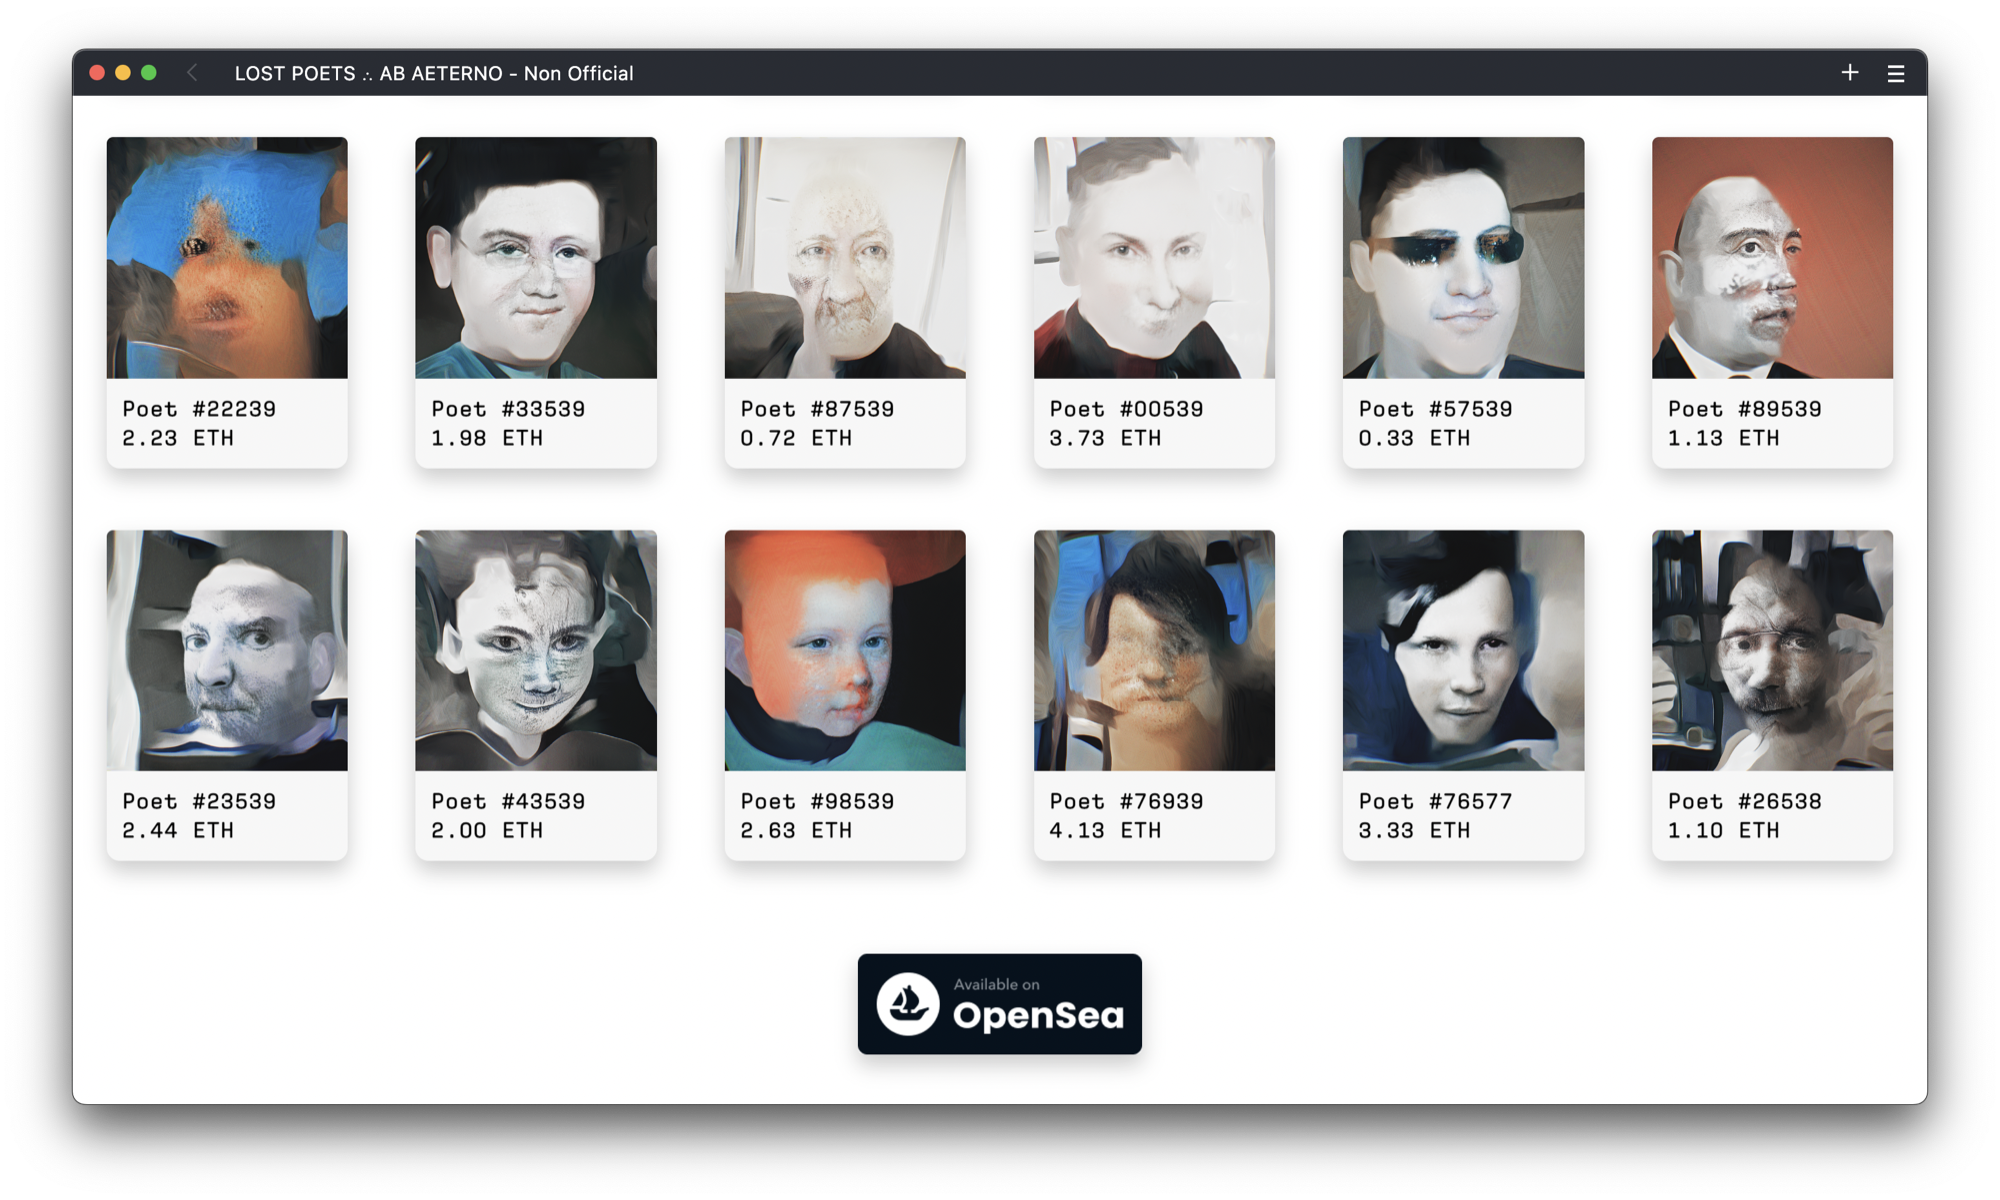 LOST POETS ∴ AB AETERNO - Non Official
Poet #22239
2.23 ETH
Poet #33539
1.98 ETH
Poet #87539
0.72 ETH
Poet #00539
3.73 ETH
Poet #57539
0.33 ETH
Poet #89539
1.13 ETH
Poet #23539
2.44 ETH
Poet #43539
2.00 ETH
Poet #98539
2.63 ETH
Poet #76939
4.13 ETH
Poet #76577
3.33 ETH
Poet #26538
1.10 ETH
Available on
OpenSea